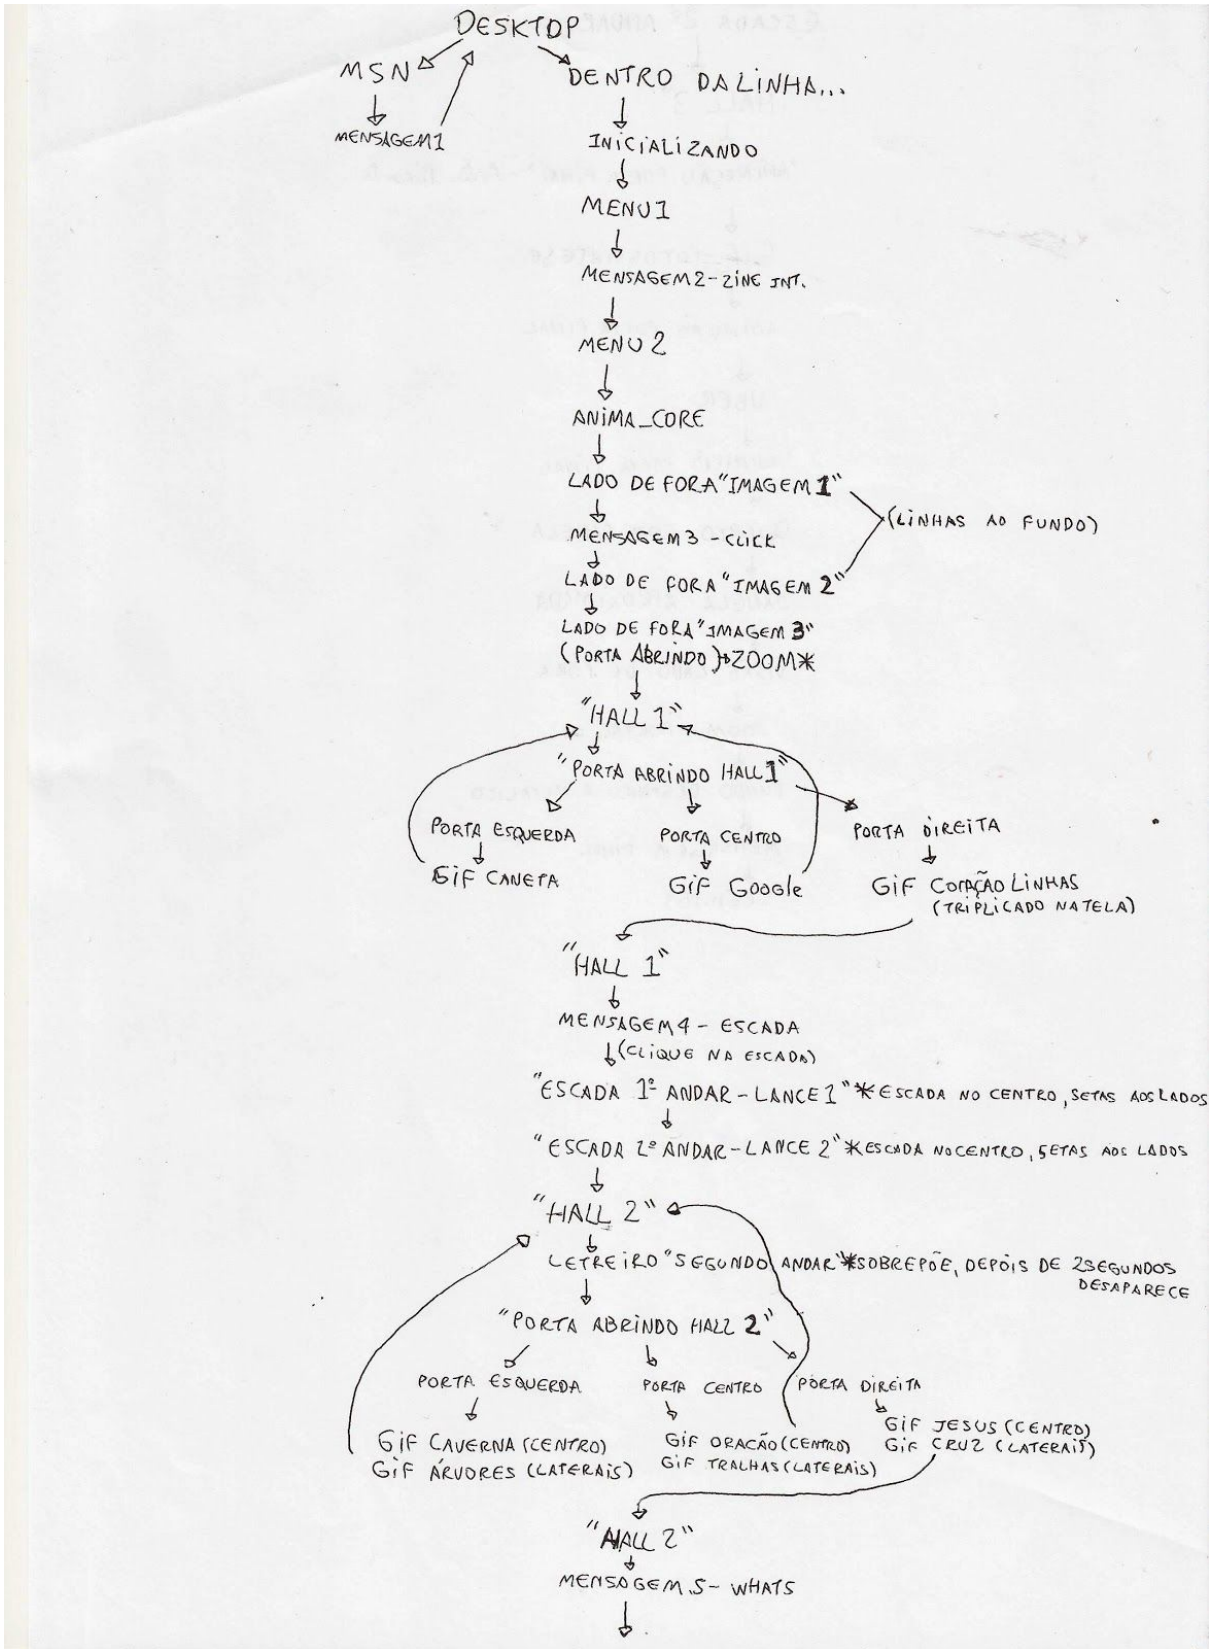 DESKTOP
MSN
DENTRO DA LINHA...
MENSAGEM1
INICIALIZANDO
MENU1
MENSAGEM2-ZINE INT.
MENU 2
ANIMA_CORE
LADO DE FORA "IMAGEM 1"
(LINHAS AO FUNDO)
MENSAGEM3 - CLICK
LADO DE FORA "IMAGEM 2"
LADO DE FORA "IMAGEM 3"
(PORTA ABRINDO)→ZOOM*
"HALL 1"
"PORTA ABRINDO HALL 1"
PORTA ESQUERDA
PORTA CENTRO
PORTA DIREITA
GIF CANETA
GIF GOOGLE
GIF CORAÇÃO LINHAS
(TRIPLICADO NA TELA)
"HALL 1"
MENSAGEM4 - ESCADA
(CLIQUE NA ESCADA)
"ESCADA 1º ANDAR - LANCE 1" *ESCADA NO CENTRO, SETAS AOS LADOS
"ESCADA 2º ANDAR - LANCE 2" *ESCADA NO CENTRO, SETAS AOS LADOS
"HALL 2"
LETREIRO "SEGUNDO ANDAR" *SOBREPÕE, DEPOIS DE 2SEGUNDOS
DESAPARECE
"PORTA ABRINDO HALL 2"
PORTA ESQUERDA
PORTA CENTRO
PORTA DIREITA
GIF CAVERNA (CENTRO)
GIF ÁRVORES (LATERAIS)
GIF ORACÃO (CENTRO)
GIF TRALHAS (LATERAIS)
GIF JESUS (CENTRO)
GIF CRUZ (LATERAIS)
"HALL 2"
MENSAGEM 5 - WHATS